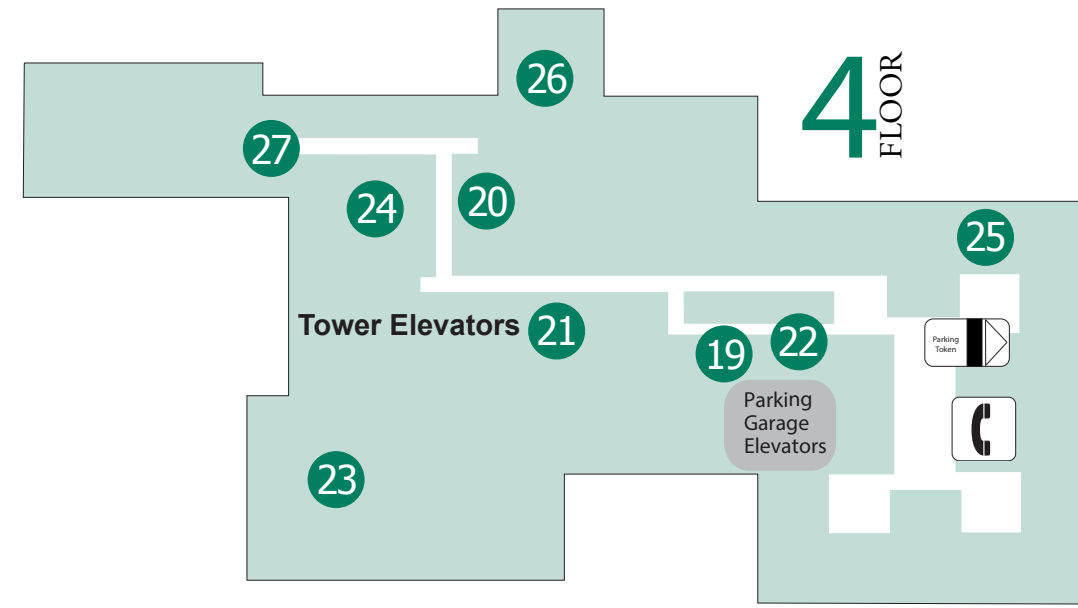 4
FLOOR
26
27
24
20
25
Tower Elevators
21
19
22
Parking
Token
Parking
Garage
Elevators
23